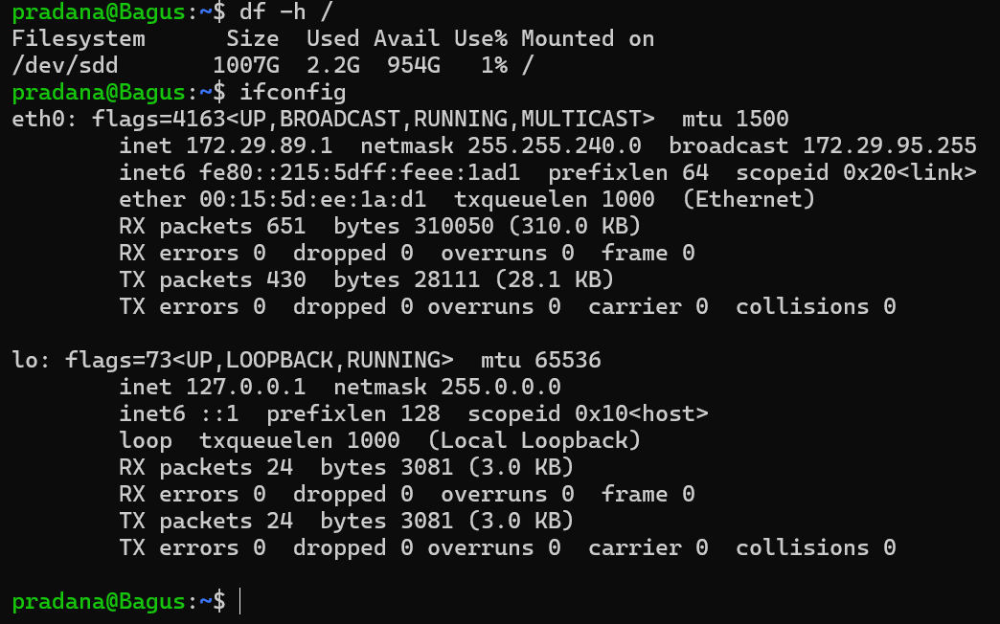 pradana@Bagus:~$ df -h /
Filesystem      Size  Used Avail Use% Mounted on
/dev/sdd       1007G  2.2G  954G   1% /
pradana@Bagus:~$ ifconfig
eth0: flags=4163<UP,BROADCAST,RUNNING,MULTICAST>  mtu 1500
        inet 172.29.89.1  netmask 255.255.240.0  broadcast 172.29.95.255
        inet6 fe80::215:5dff:feee:1ad1  prefixlen 64  scopeid 0x20<link>
        ether 00:15:5d:ee:1a:d1  txqueuelen 1000  (Ethernet)
        RX packets 651  bytes 310050 (310.0 KB)
        RX errors 0  dropped 0  overruns 0  frame 0
        TX packets 430  bytes 28111 (28.1 KB)
        TX errors 0  dropped 0 overruns 0  carrier 0  collisions 0

lo: flags=73<UP,LOOPBACK,RUNNING>  mtu 65536
        inet 127.0.0.1  netmask 255.0.0.0
        inet6 ::1  prefixlen 128  scopeid 0x10<host>
        loop  txqueuelen 1000  (Local Loopback)
        RX packets 24  bytes 3081 (3.0 KB)
        RX errors 0  dropped 0  overruns 0  frame 0
        TX packets 24  bytes 3081 (3.0 KB)
        TX errors 0  dropped 0 overruns 0  carrier 0  collisions 0

pradana@Bagus:~$